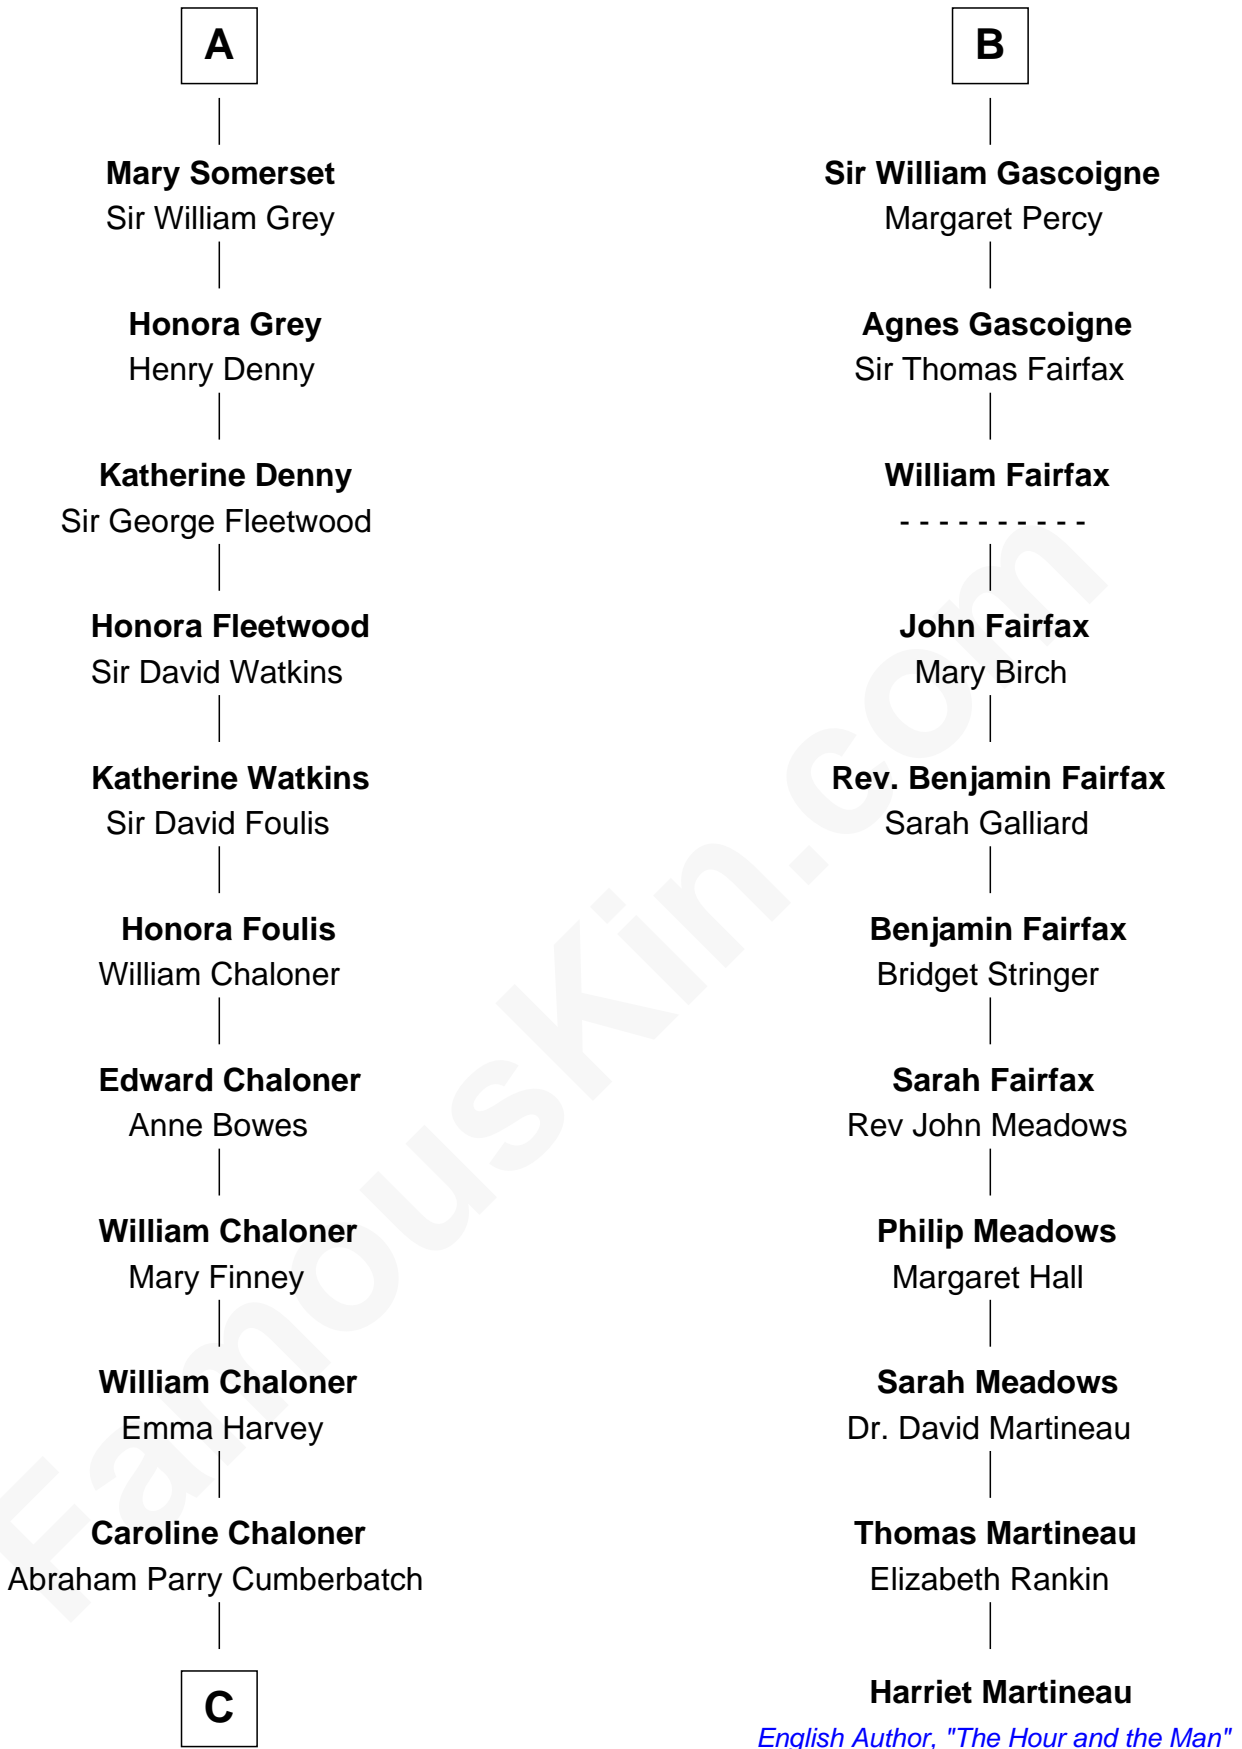 A
Mary Somerset
Sir William Grey
Honora Grey
Henry Denny
Katherine Denny
Sir George Fleetwood
Honora Fleetwood
Sir David Watkins
Katherine Watkins
Sir David Foulis
Honora Foulis
William Chaloner
Edward Chaloner
Anne Bowes
William Chaloner
Mary Finney
William Chaloner
Emma Harvey
Caroline Chaloner
Abraham Parry Cumberbatch
C
B
Sir William Gascoigne
Margaret Percy
Agnes Gascoigne
Sir Thomas Fairfax
William Fairfax
- - - - - - - - - -
John Fairfax
Mary Birch
Rev. Benjamin Fairfax
Sarah Galliard
Benjamin Fairfax
Bridget Stringer
Sarah Fairfax
Rev John Meadows
Philip Meadows
Margaret Hall
Sarah Meadows
Dr. David Martineau
Thomas Martineau
Elizabeth Rankin
Harriet Martineau
English Author, "The Hour and the Man"
FamousKin.com